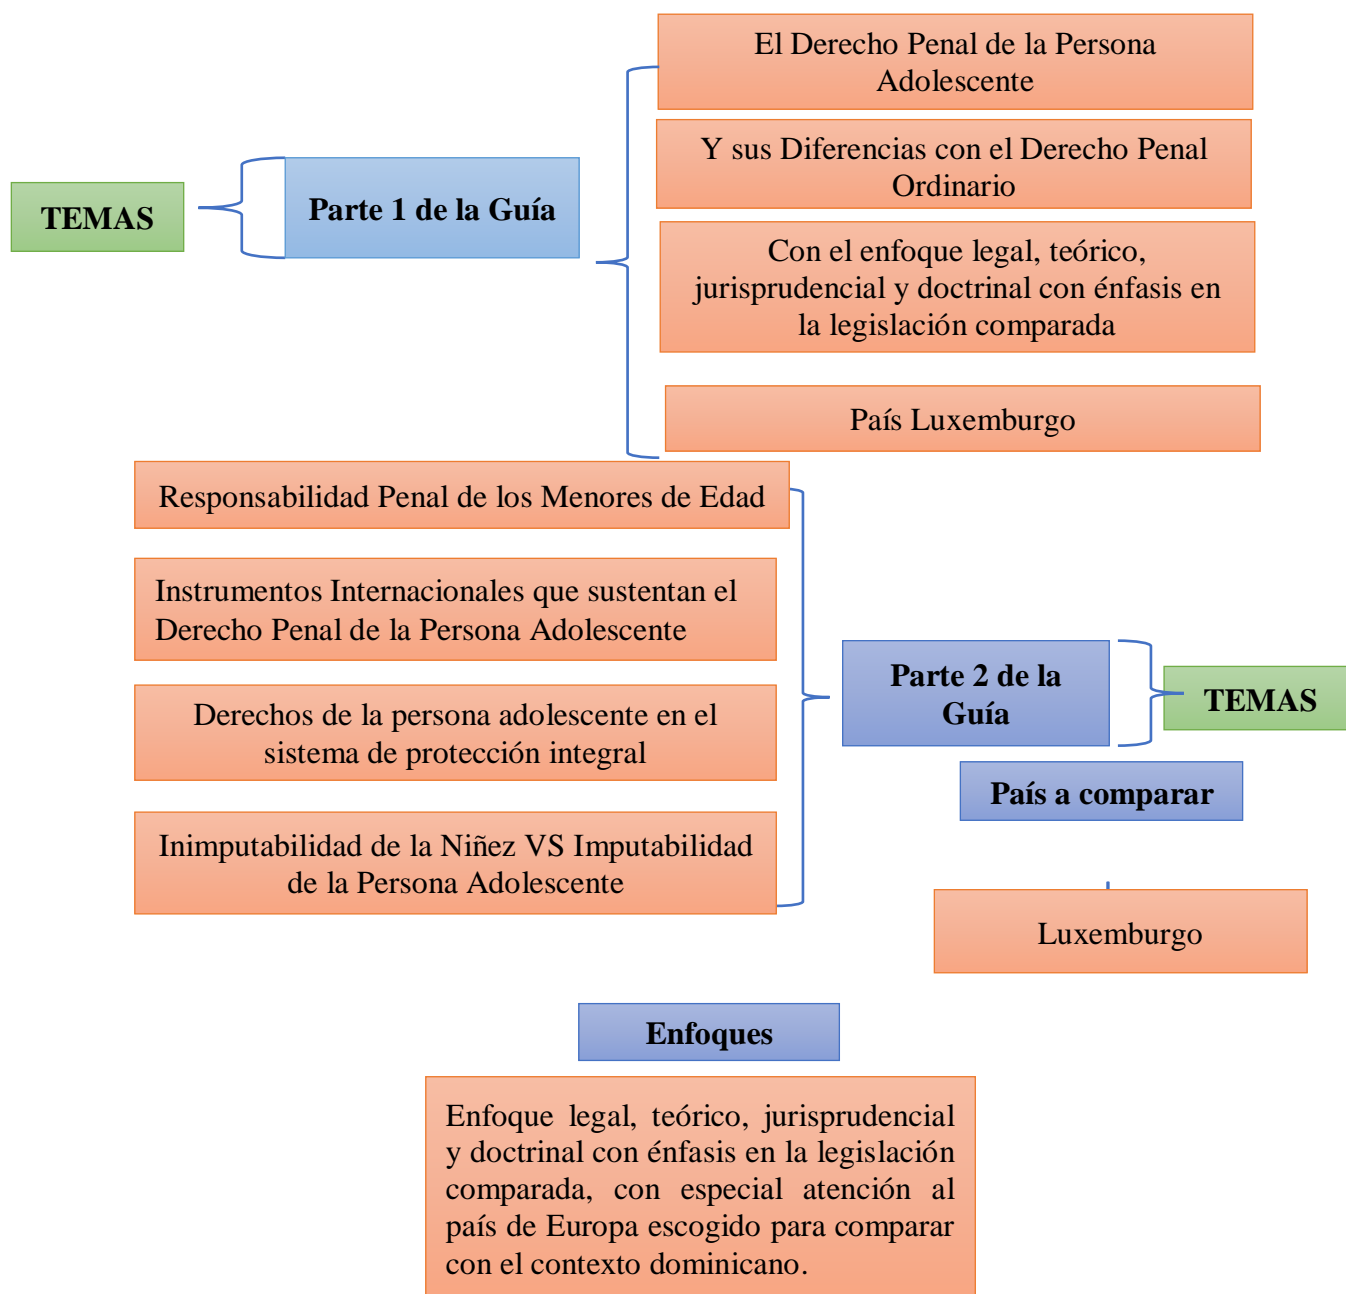 El Derecho Penal de la Persona
Adolescente
Y sus Diferencias con el Derecho Penal
Ordinario
TEMAS
Parte 1 de la Guía
Con el enfoque legal, teórico,
jurisprudencial y doctrinal con énfasis en
la legislación comparada
País Luxemburgo
Responsabilidad Penal de los Menores de Edad
Instrumentos Internacionales que sustentan el
Derecho Penal de la Persona Adolescente
Derechos de la persona adolescente en el
sistema de protección integral
Inimputabilidad de la Niñez VS Imputabilidad
de la Persona Adolescente
Parte 2 de la
Guía
TEMAS
País a comparar
Luxemburgo
Enfoques
Enfoque legal, teórico, jurisprudencial
y doctrinal con énfasis en la legislación
comparada, con especial atención al
país de Europa escogido para comparar
con el contexto dominicano.